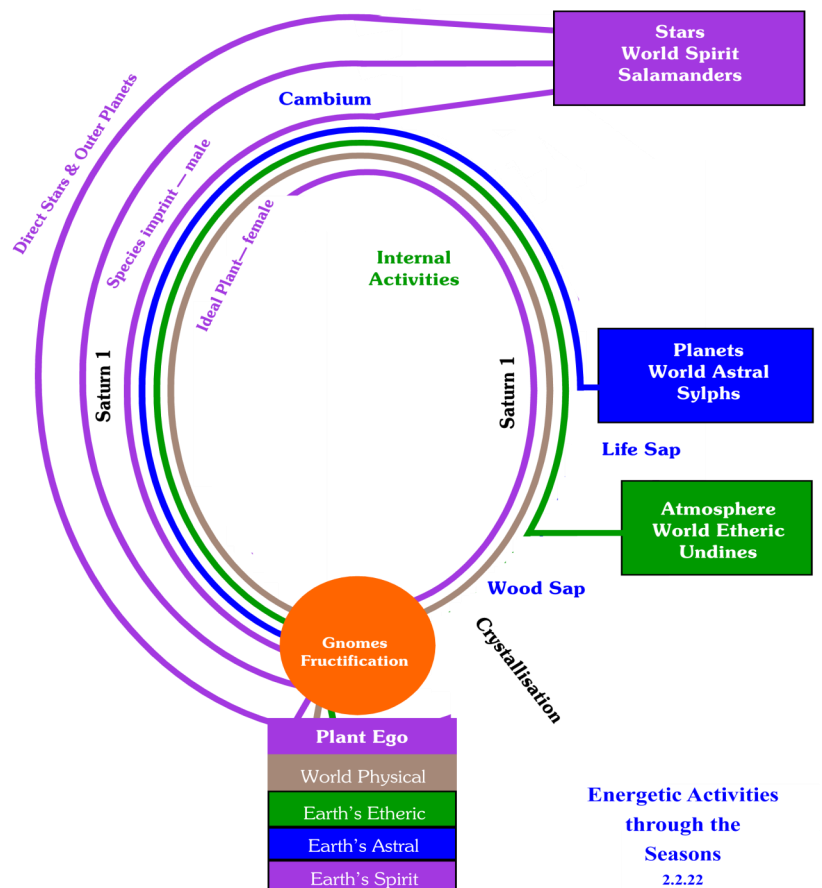 Stars
World Spirit
Salamanders
Cambium
Direct Stars & Outer Planets
Species imprint — male
Ideal Plant— female
Internal
Activities
Saturn 1
Saturn 1
Planets
World Astral
Sylphs
Life Sap
Atmosphere
World Etheric
Undines
Wood Sap
Crystallisation
Gnomes
Fructification
Plant Ego
World Physical
Earth's Etheric
Earth's Astral
Earth's Spirit
Energetic Activities
through the
Seasons
2.2.22